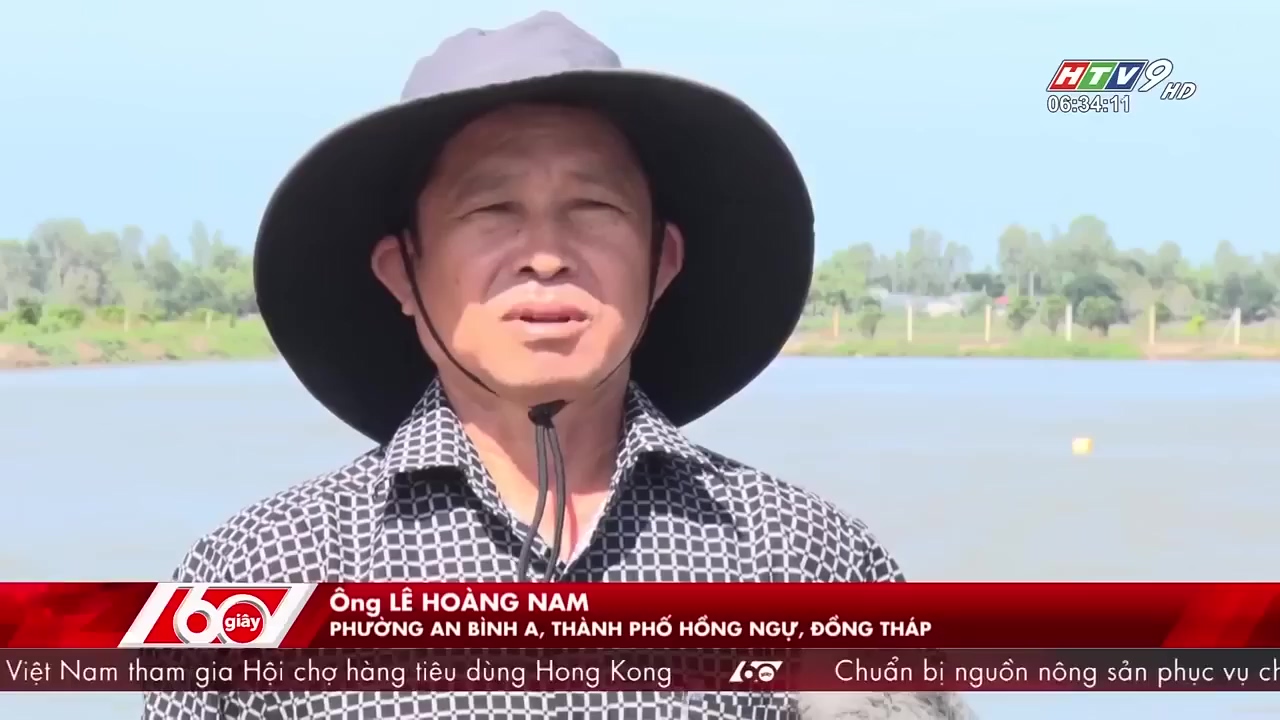 HTV9 HD
06:34:11
60 giây
Ông LÊ HOÀNG NAM
PHƯỜNG AN BÌNH A, THÀNH PHỐ HỒNG NGỰ, ĐỒNG THÁP
Việt Nam tham gia Hội chợ hàng tiêu dùng Hong Kong 60 giây Chuẩn bị nguồn nông sản phục vụ